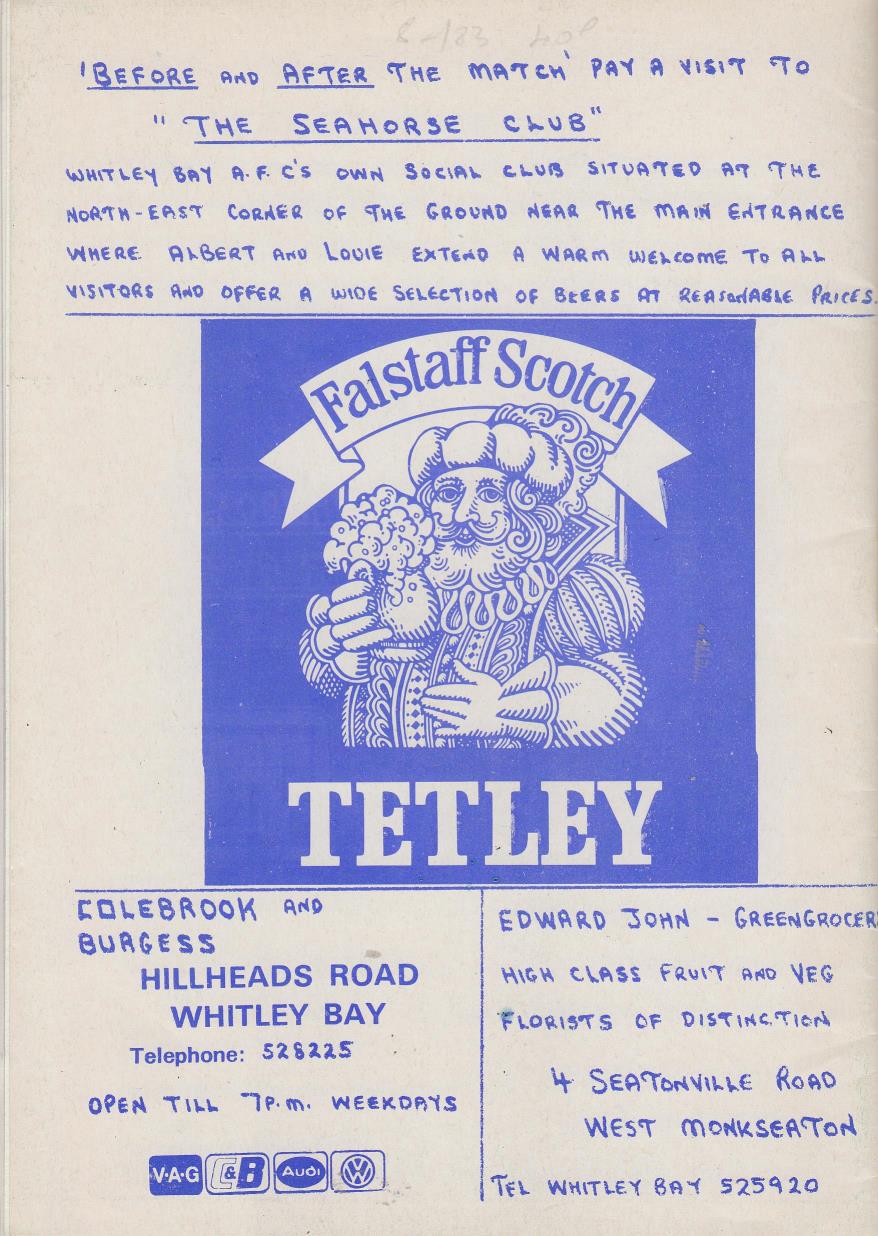 'BEFORE AND AFTER THE MATCH' PAY A VISIT TO
"THE SEAHORSE CLUB"
WHITLEY BAY A.F.C'S OWN SOCIAL CLUB SITUATED AT THE
NORTH-EAST CORNER OF THE GROUND NEAR THE MAIN ENTRANCE
WHERE ALBERT AND LOUIE EXTEND A WARM WELCOME TO ALL
VISITORS AND OFFER A WIDE SELECTION OF BEERS AT REASONABLE PRICES.
Falstaff Scotch
TETLEY
COLEBROOK AND
BURGESS
HILLHEADS ROAD
WHITLEY BAY
Telephone: 528225
OPEN TILL 7P.m. WEEKDAYS
V·A·G C&B Audi VW
EDWARD JOHN - GREENGROCER
HIGH CLASS FRUIT AND VEG
FLORISTS OF DISTINCTION
4 SEATONVILLE ROAD
WEST MONKSEATON
TEL WHITLEY BAY 525920